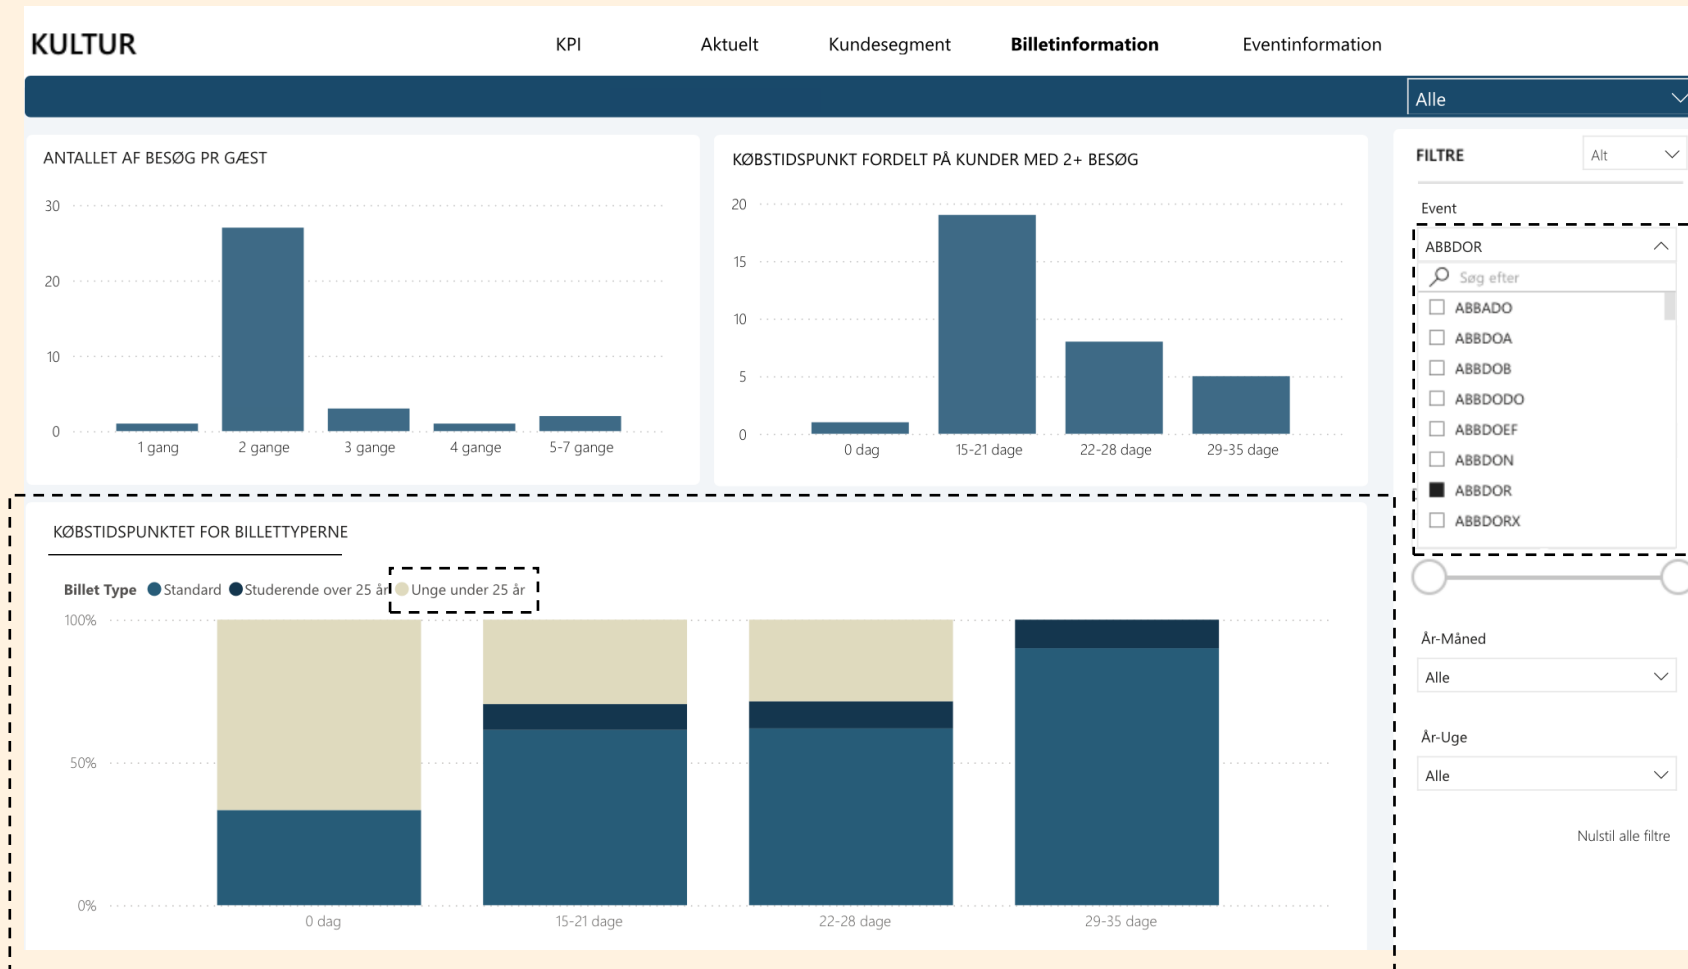 KULTUR
KPI
Aktuelt
Kundesegment
Billetinformation
Eventinformation
Alle
ANTALLET AF BESØG PR GÆST
30
20
10
0
1 gang
2 gange
3 gange
4 gange
5-7 gange
KØBSTIDSPUNKT FORDELT PÅ KUNDER MED 2+ BESØG
20
15
10
5
0
0 dag
15-21 dage
22-28 dage
29-35 dage
KØBSTIDSPUNKTET FOR BILLETTYPERNE
Billet Type Standard Studerende over 25 år Unge under 25 år
100%
50%
0%
0 dag
15-21 dage
22-28 dage
29-35 dage
FILTRE
Alt
Event
ABBDOR
Søg efter
ABBADO
ABBDOA
ABBDOB
ABBDODO
ABBDOEF
ABBDON
ABBDOR
ABBDORX
År-Måned
Alle
År-Uge
Alle
Nulstil alle filtre